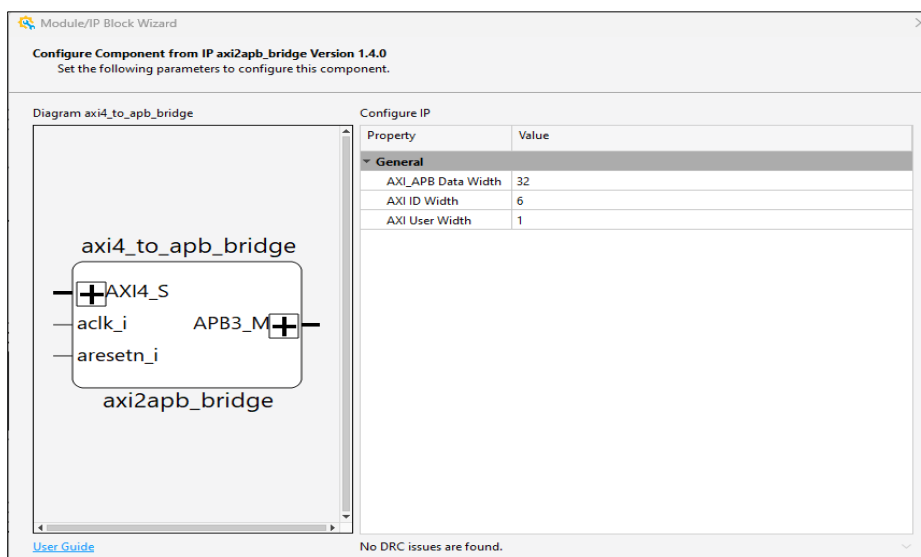 Module/IP Block Wizard
Configure Component from IP axi2apb_bridge Version 1.4.0
Set the following parameters to configure this component.
Diagram axi4_to_apb_bridge
axi4_to_apb_bridge
AXI4_S
aclk_i
APB3_M
aresetn_i
axi2apb_bridge
User Guide
Configure IP
Property Value
General
AXI_APB Data Width 32
AXI ID Width 6
AXI User Width 1
No DRC issues are found.